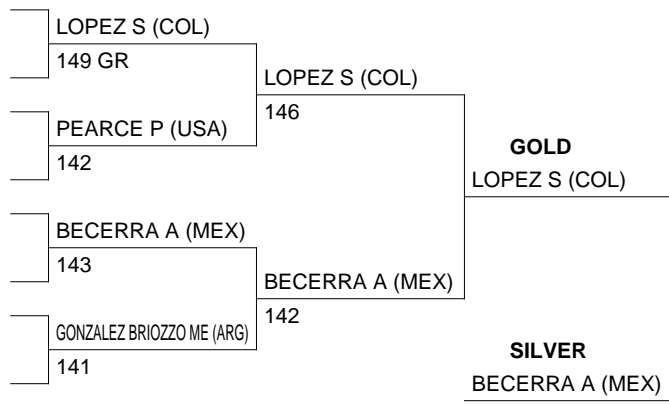 LOPEZ S (COL)
149 GR
LOPEZ S (COL)
146
PEARCE P (USA)
142
GOLD
LOPEZ S (COL)
BECERRA A (MEX)
143
BECERRA A (MEX)
142
GONZALEZ BRIOZZO ME (ARG)
141
SILVER
BECERRA A (MEX)